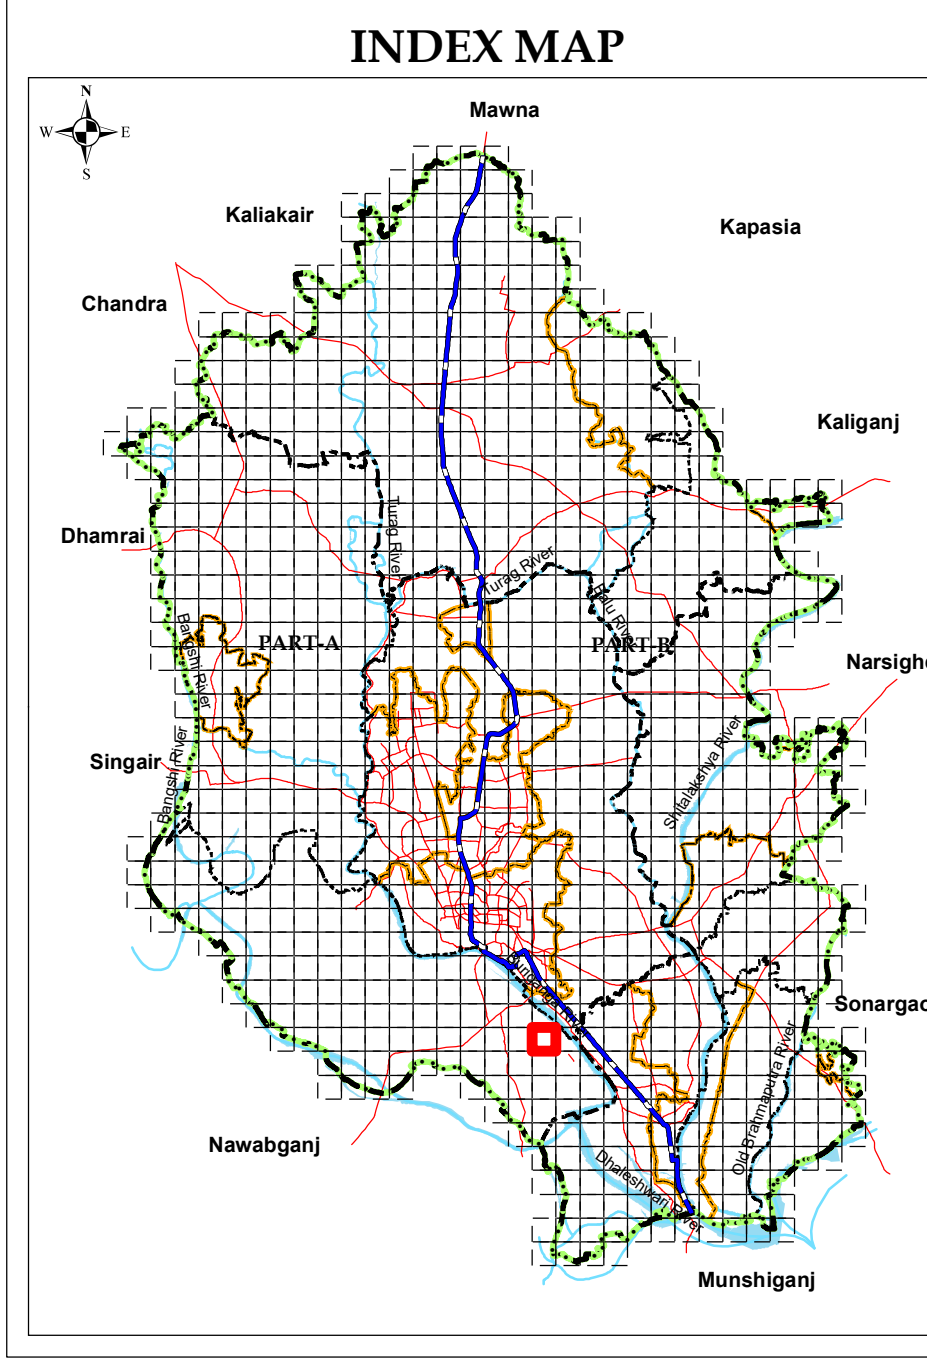 INDEX MAP
N
W E
S
Mawna
Kaliakair
Kapasia
Chandra
Kaliganj
Dhamrai
Turag River
Turag River
Balu River
PART-A
PART-B
Bangshi River
Narsigh
Singair
Bangshi River
Shitalakshya River
Buriganga River
Sonargao
Old Brahmaputra River
Nawabganj
Dhaleshwari River
Munshiganj